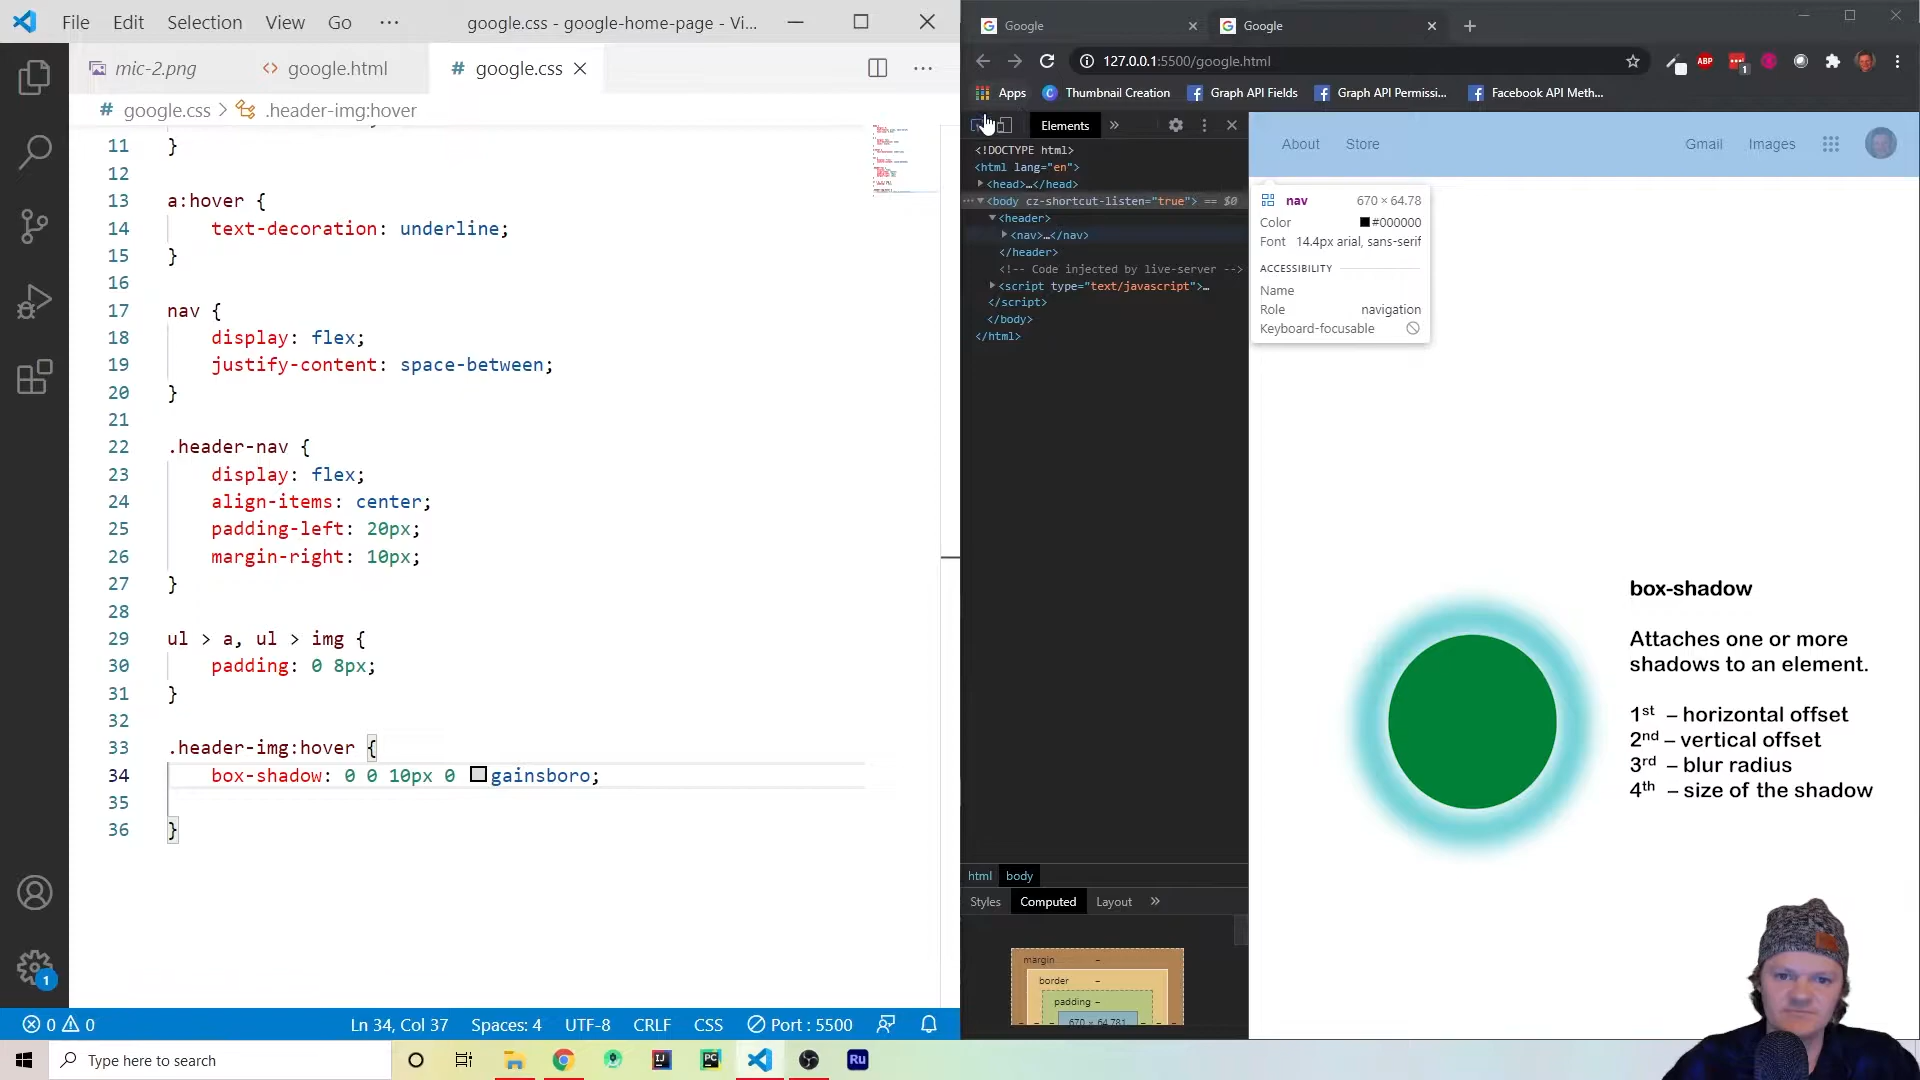 File Edit Selection View Go ··· google.css - google-home-page - Vi...
mic-2.png google.html # google.css
# google.css > .header-img:hover
11 }
12
13 a:hover {
14 text-decoration: underline;
15 }
16
17 nav {
18 display: flex;
19 justify-content: space-between;
20 }
21
22 .header-nav {
23 display: flex;
24 align-items: center;
25 padding-left: 20px;
26 margin-right: 10px;
27 }
28
29 ul > a, ul > img {
30 padding: 0 8px;
31 }
32
33 .header-img:hover {
34 box-shadow: 0 0 10px 0 gainsboro;
35
36 }
1
0 0 Ln 34, Col 37 Spaces: 4 UTF-8 CRLF CSS Port : 5500
Type here to search
IJ PC Ru
Google Google
127.0.0.1:5500/google.html
ABP 1
Apps Thumbnail Creation Graph API Fields Graph API Permissi... Facebook API Meth...
Elements »
<!DOCTYPE html>
<html lang="en">
<head>…</head>
··· <body cz-shortcut-listen="true"> == $0
<header>
<nav>…</nav>
</header>
<!-- Code injected by live-server -->
<script type="text/javascript">…
</script>
</body>
</html>
html body
Styles Computed Layout »
margin –
border –
padding –
670 × 64.781
About Store Gmail Images
nav 670 × 64.78
Color #000000
Font 14.4px arial, sans-serif
ACCESSIBILITY
Name
Role navigation
Keyboard-focusable
box-shadow
Attaches one or more
shadows to an element.
1st – horizontal offset
2nd – vertical offset
3rd – blur radius
4th – size of the shadow